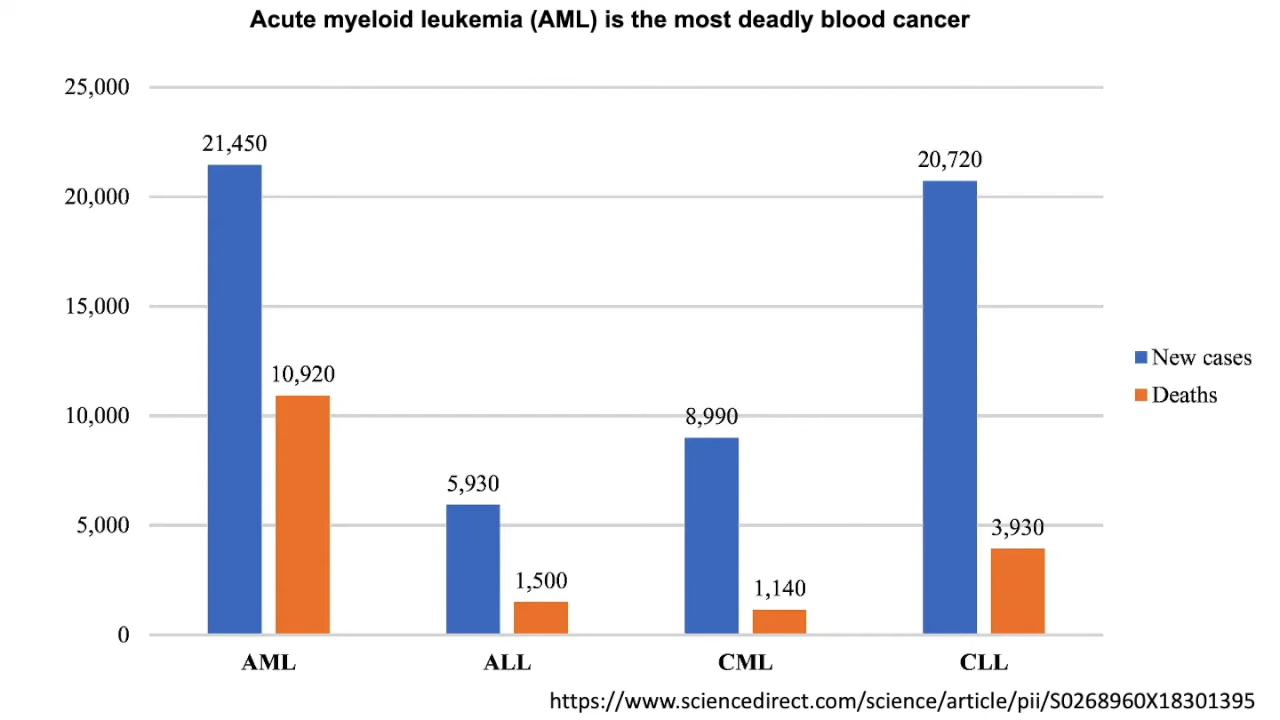 Acute myeloid leukemia (AML) is the most deadly blood cancer
25,000
20,000
15,000
10,000
5,000
0
21,450
10,920
5,930
1,500
8,990
1,140
20,720
3,930
AML
ALL
CML
CLL
New cases
Deaths
https://www.sciencedirect.com/science/article/pii/S0268960X18301395